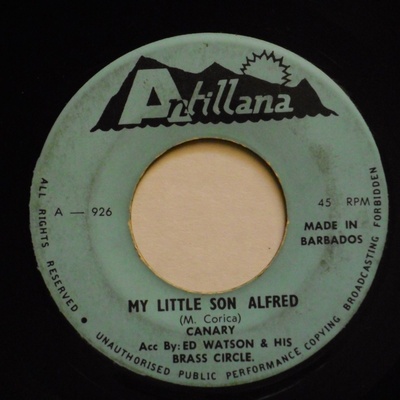 Antillana
A — 926
45 RPM
MADE IN
BARBADOS
MY LITTLE SON ALFRED
(M. Corica)
CANARY
Acc By: ED WATSON & HIS
BRASS CIRCLE.
ALL RIGHTS RESERVED • UNAUTHORISED PUBLIC PERFORMANCE COPYING BROADCASTING FORBIDDEN